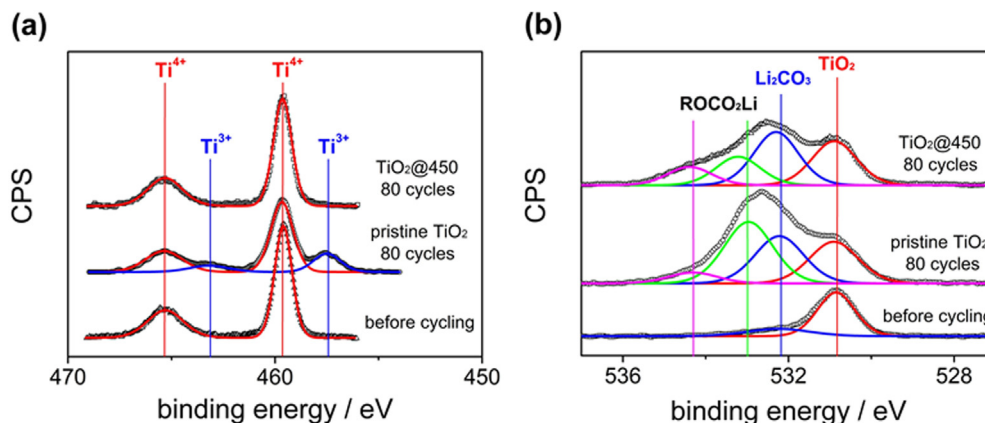 (a)
Ti⁴⁺ Ti⁴⁺
Ti³⁺ Ti³⁺
TiO₂@450
80 cycles
pristine TiO₂
80 cycles
before cycling
CPS
470 460 450
binding energy / eV
(b)
TiO₂
Li₂CO₃
ROCO₂Li
TiO₂@450
80 cycles
pristine TiO₂
80 cycles
before cycling
CPS
536 534 532 530 528
binding energy / eV